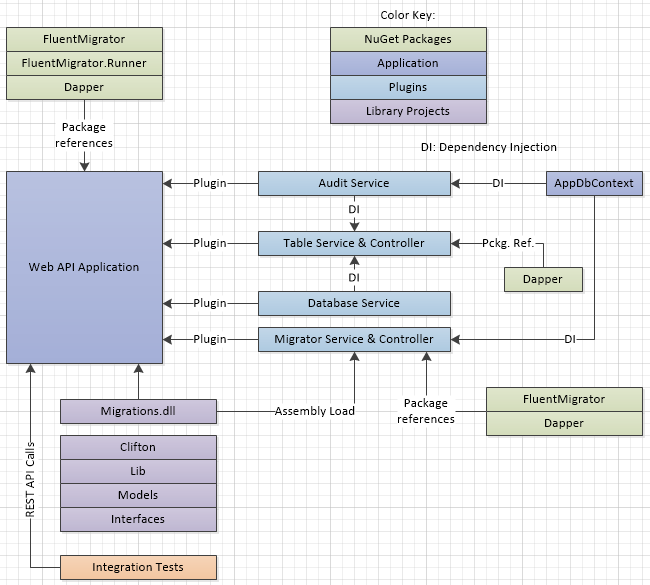 Color Key:
FluentMigrator
FluentMigrator.Runner
Dapper
NuGet Packages
Application
Plugins
Library Projects
Package
references
DI: Dependency Injection
Web API Application
Plugin
Audit Service
DI
AppDbContext
DI
Plugin
Table Service & Controller
Pckg. Ref.
Dapper
DI
Plugin
Database Service
Plugin
Migrator Service & Controller
DI
Migrations.dll
Assembly Load
Package
references
FluentMigrator
Dapper
Clifton
Lib
Models
Interfaces
REST API Calls
Integration Tests